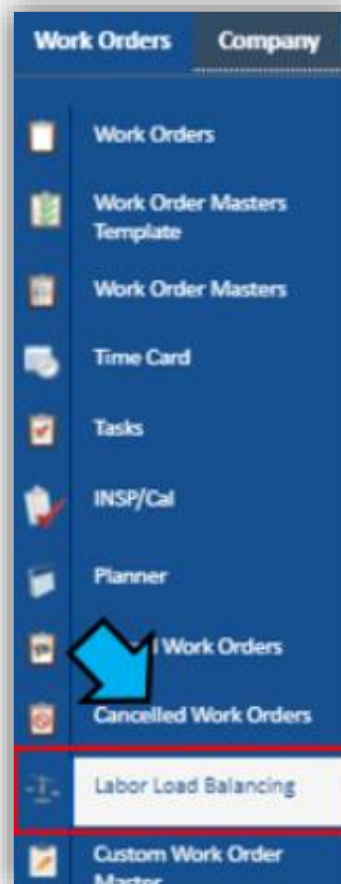 Work Orders Company
Work Orders
Work Order Masters
Template
Work Order Masters
Time Card
Tasks
INSP/Cal
Planner
Work Orders
Cancelled Work Orders
Labor Load Balancing
Custom Work Order
Master